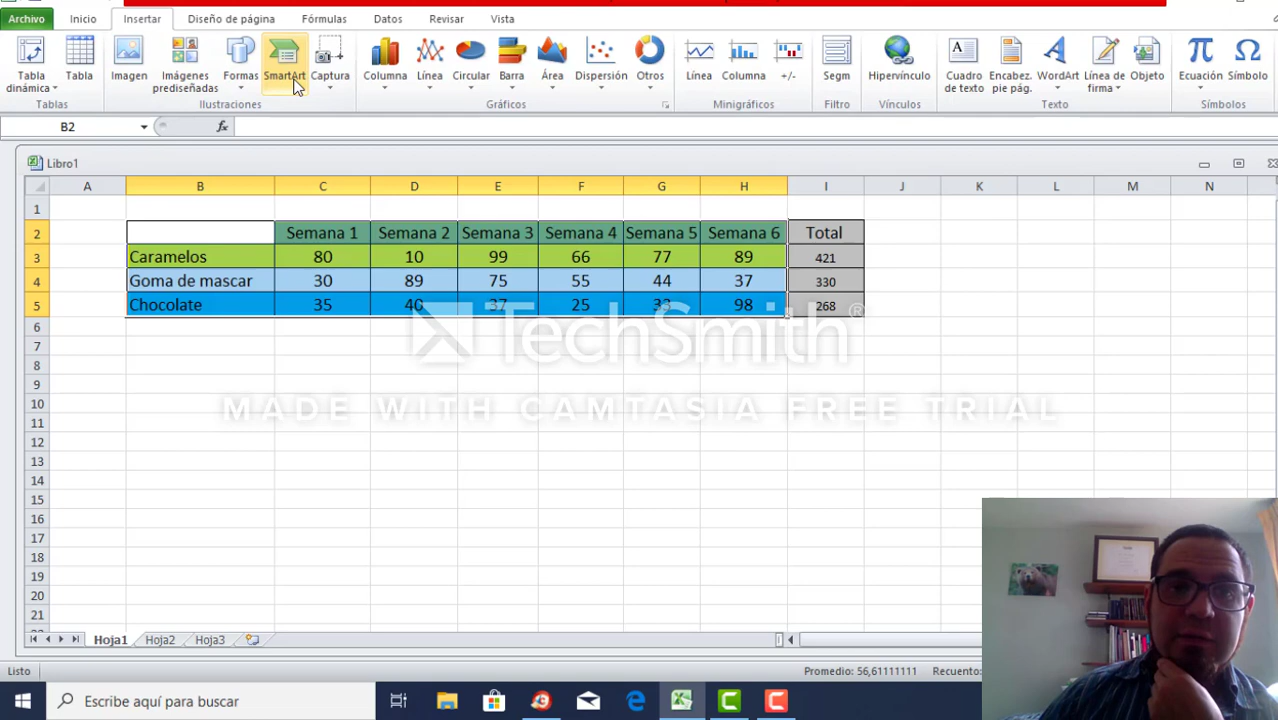 Archivo Inicio Insertar Diseño de página Fórmulas Datos Revisar Vista
Tabla dinámica
Tabla
Imagen
Imágenes prediseñadas
Formas
SmartArt
Captura
Columna
Línea
Circular
Barra
Área
Dispersión
Otros
Línea
Columna
+/-
Segm
Hipervínculo
Cuadro de texto
Encabez. pie pág.
WordArt
Línea de firma
Objeto
Ecuación
Símbolo
Tablas Ilustraciones Gráficos Minigráficos Filtro Vínculos Texto Símbolos
B2 fx
Libro1
A B C D E F G H I J K L M N
1
2 Semana 1 Semana 2 Semana 3 Semana 4 Semana 5 Semana 6 Total
3 Caramelos 80 10 99 66 77 89 421
4 Goma de mascar 30 89 75 55 44 37 330
5 Chocolate 35 40 37 25 33 98 268
6
7
8
9
10
11
12
13
14
15
16
17
18
19
20
21
TechSmith®
MADE WITH CAMTASIA FREE TRIAL
Hoja1 Hoja2 Hoja3
Listo Promedio: 56,61111111 Recuento:
Escribe aquí para buscar